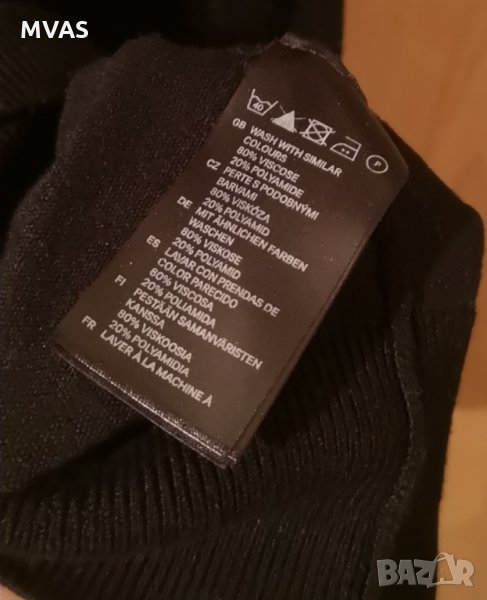 MVAS
40
P
GB WASH WITH SIMILAR
COLOURS
80% VISCOSE
20% POLYAMIDE
CZ PERTE S PODOBNÝMI
BARVAMI
80% VISKÓZA
20% POLYAMID
DE MIT ÄHNLICHEN FARBEN
WASCHEN
80% VISKOSE
20% POLYAMID
ES LAVAR CON PRENDAS DE
COLOR PARECIDO
80% VISCOSA
20% POLIAMIDA
FI PESTÄÄN SAMANVÄRISTEN
KANSSA
80% VISKOOSIA
20% POLYAMIDIA
FR LAVER À LA MACHINE À
BAZAR